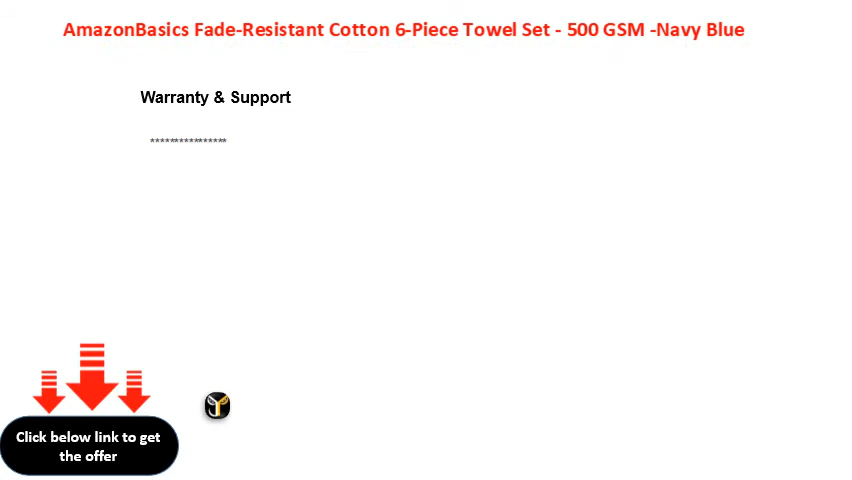 AmazonBasics Fade-Resistant Cotton 6-Piece Towel Set - 500 GSM -Navy Blue
Warranty & Support
****************
Click below link to get
the offer